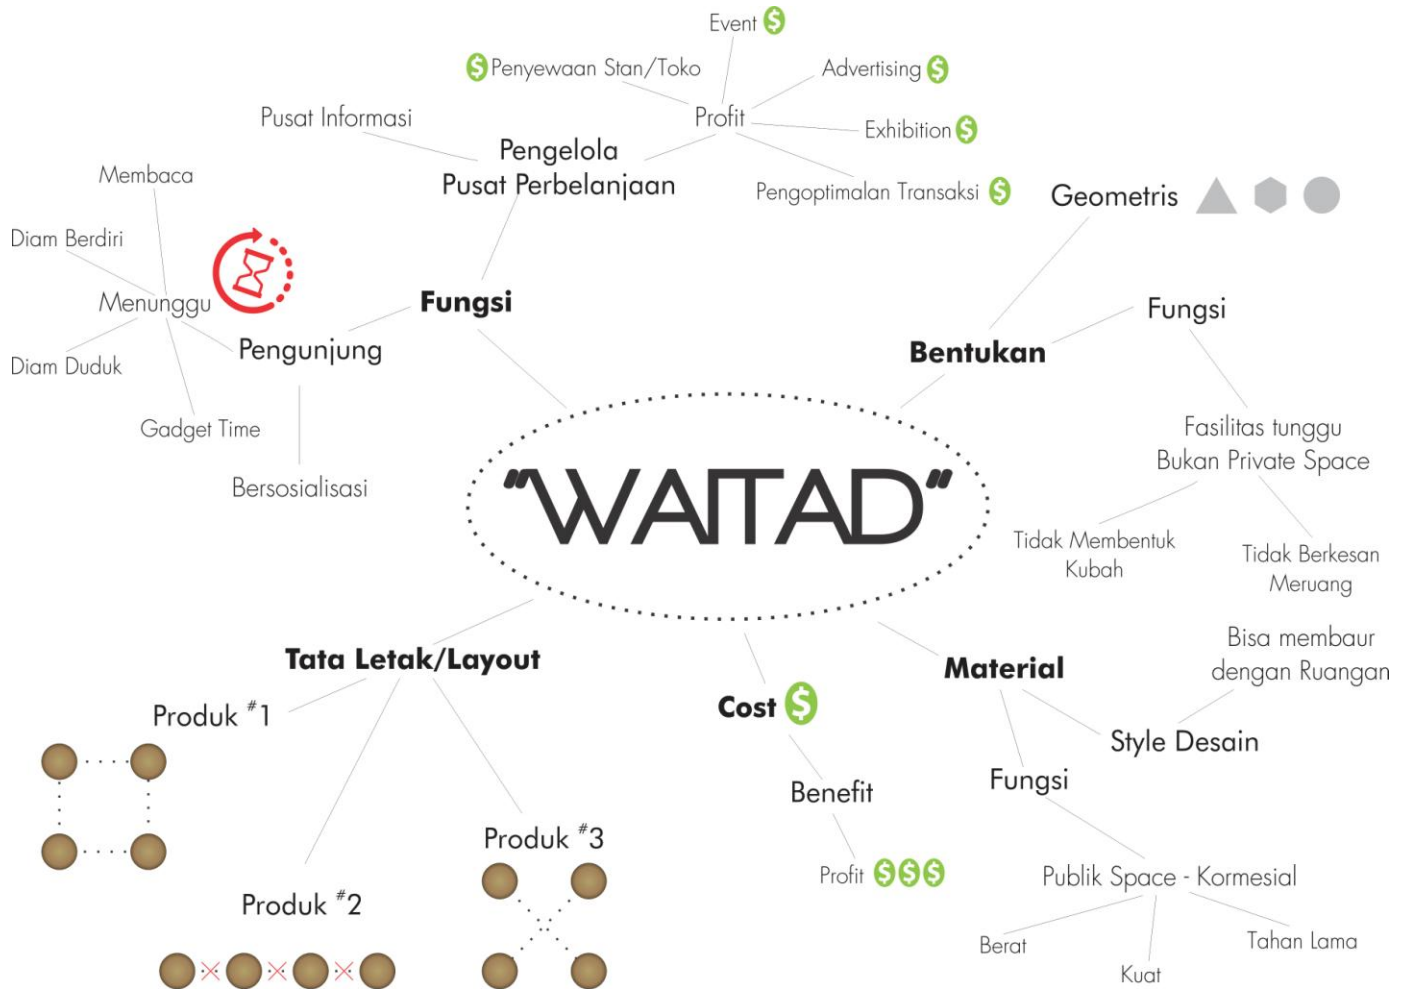 Event $
$ Penyewaan Stan/Toko
Advertising $
Profit
Exhibition $
Pengoptimalan Transaksi $
Pusat Informasi
Pengelola
Pusat Perbelanjaan
Membaca
Diam Berdiri
Menunggu
Diam Duduk
Gadget Time
Pengunjung
Bersosialisasi
Fungsi
Geometris
Fungsi
Bentukan
Fasilitas tunggu
Bukan Private Space
Tidak Membentuk
Kubah
Tidak Berkesan
Meruang
"WAITAD"
Tata Letak/Layout
Produk #1
Produk #2
Produk #3
Cost $
Benefit
Profit $$$
Material
Bisa membaur
dengan Ruangan
Style Desain
Fungsi
Publik Space - Kormesial
Berat
Kuat
Tahan Lama